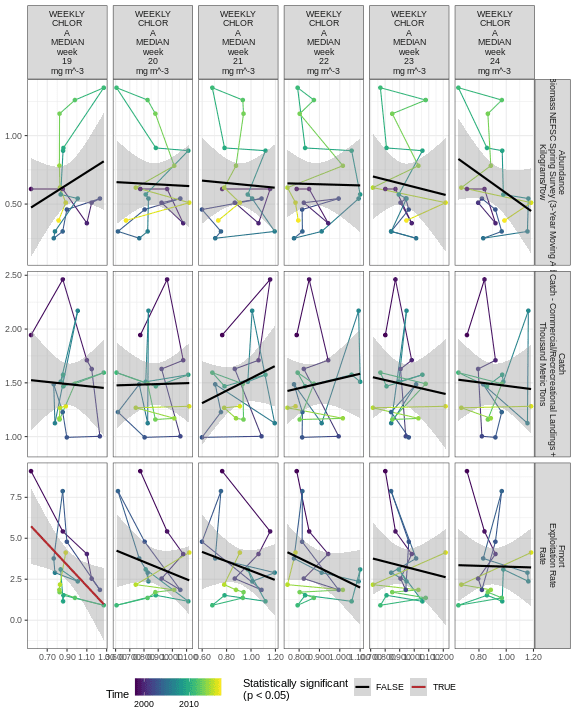 WEEKLY
CHLOR
A
MEDIAN
week
19
mg m^-3
WEEKLY
CHLOR
A
MEDIAN
week
20
mg m^-3
WEEKLY
CHLOR
A
MEDIAN
week
21
mg m^-3
WEEKLY
CHLOR
A
MEDIAN
week
22
mg m^-3
WEEKLY
CHLOR
A
MEDIAN
week
23
mg m^-3
WEEKLY
CHLOR
A
MEDIAN
week
24
mg m^-3
1.00
0.50
Abundance
Biomass NEFSC Spring Survey (3-Year Moving
Kilograms/Tow
2.50
2.00
1.50
1.00
Catch
Catch - Commercial/Recreational Landings +
Thousand Metric Tons
7.5
5.0
2.5
0.0
Fmort
Exploitation Rate
Rate
0.70 0.90 1.10
0.80 1.00 1.20
0.80 1.00 1.20
Time
2000 2010
Statistically significant
(p < 0.05)
FALSE
TRUE